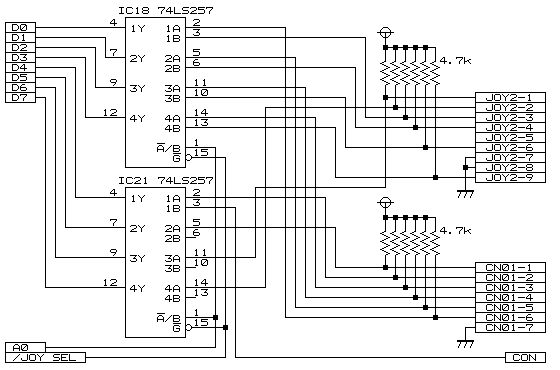 IC18 74LS257
D0
D1
D2
D3
D4
D5
D6
D7
4 1Y 1A 2
1B 3
7 2Y 2A 5
2B 6
9 3Y 3A 11
3B 10
12 4Y 4A 14
4B 13
A/B 1
G 15
4.7k
JOY2-1
JOY2-2
JOY2-3
JOY2-4
JOY2-5
JOY2-6
JOY2-7
JOY2-8
JOY2-9
IC21 74LS257
4 1Y 1A 2
1B 3
7 2Y 2A 5
2B 6
9 3Y 3A 11
3B 10
12 4Y 4A 14
4B 13
A/B 1
G 15
4.7k
CN01-1
CN01-2
CN01-3
CN01-4
CN01-5
CN01-6
CN01-7
A0
/JOY SEL
CON